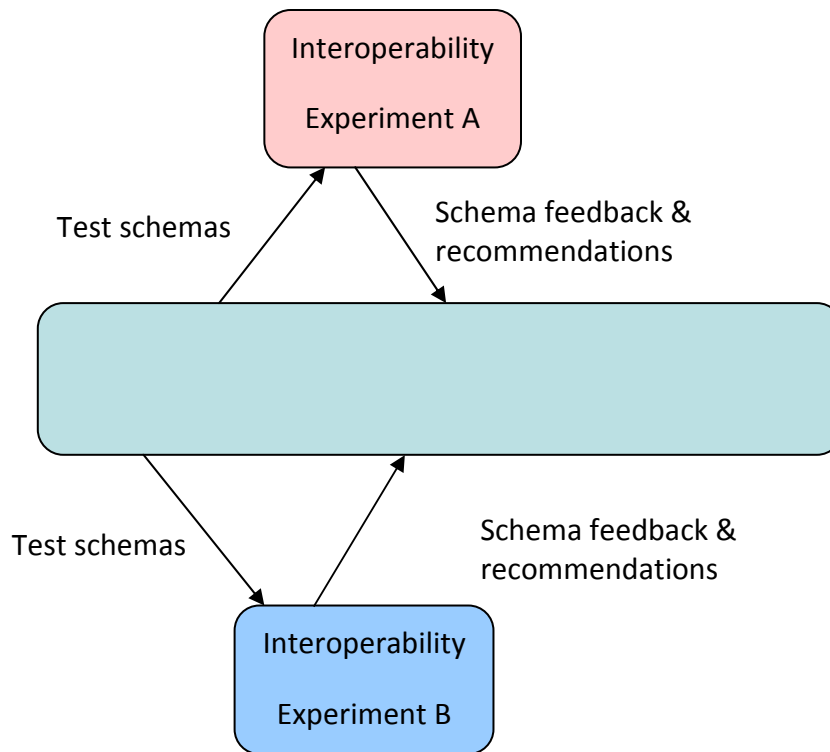 Interoperability
Experiment A
Test schemas
Schema feedback &
recommendations
Test schemas
Schema feedback &
recommendations
Interoperability
Experiment B